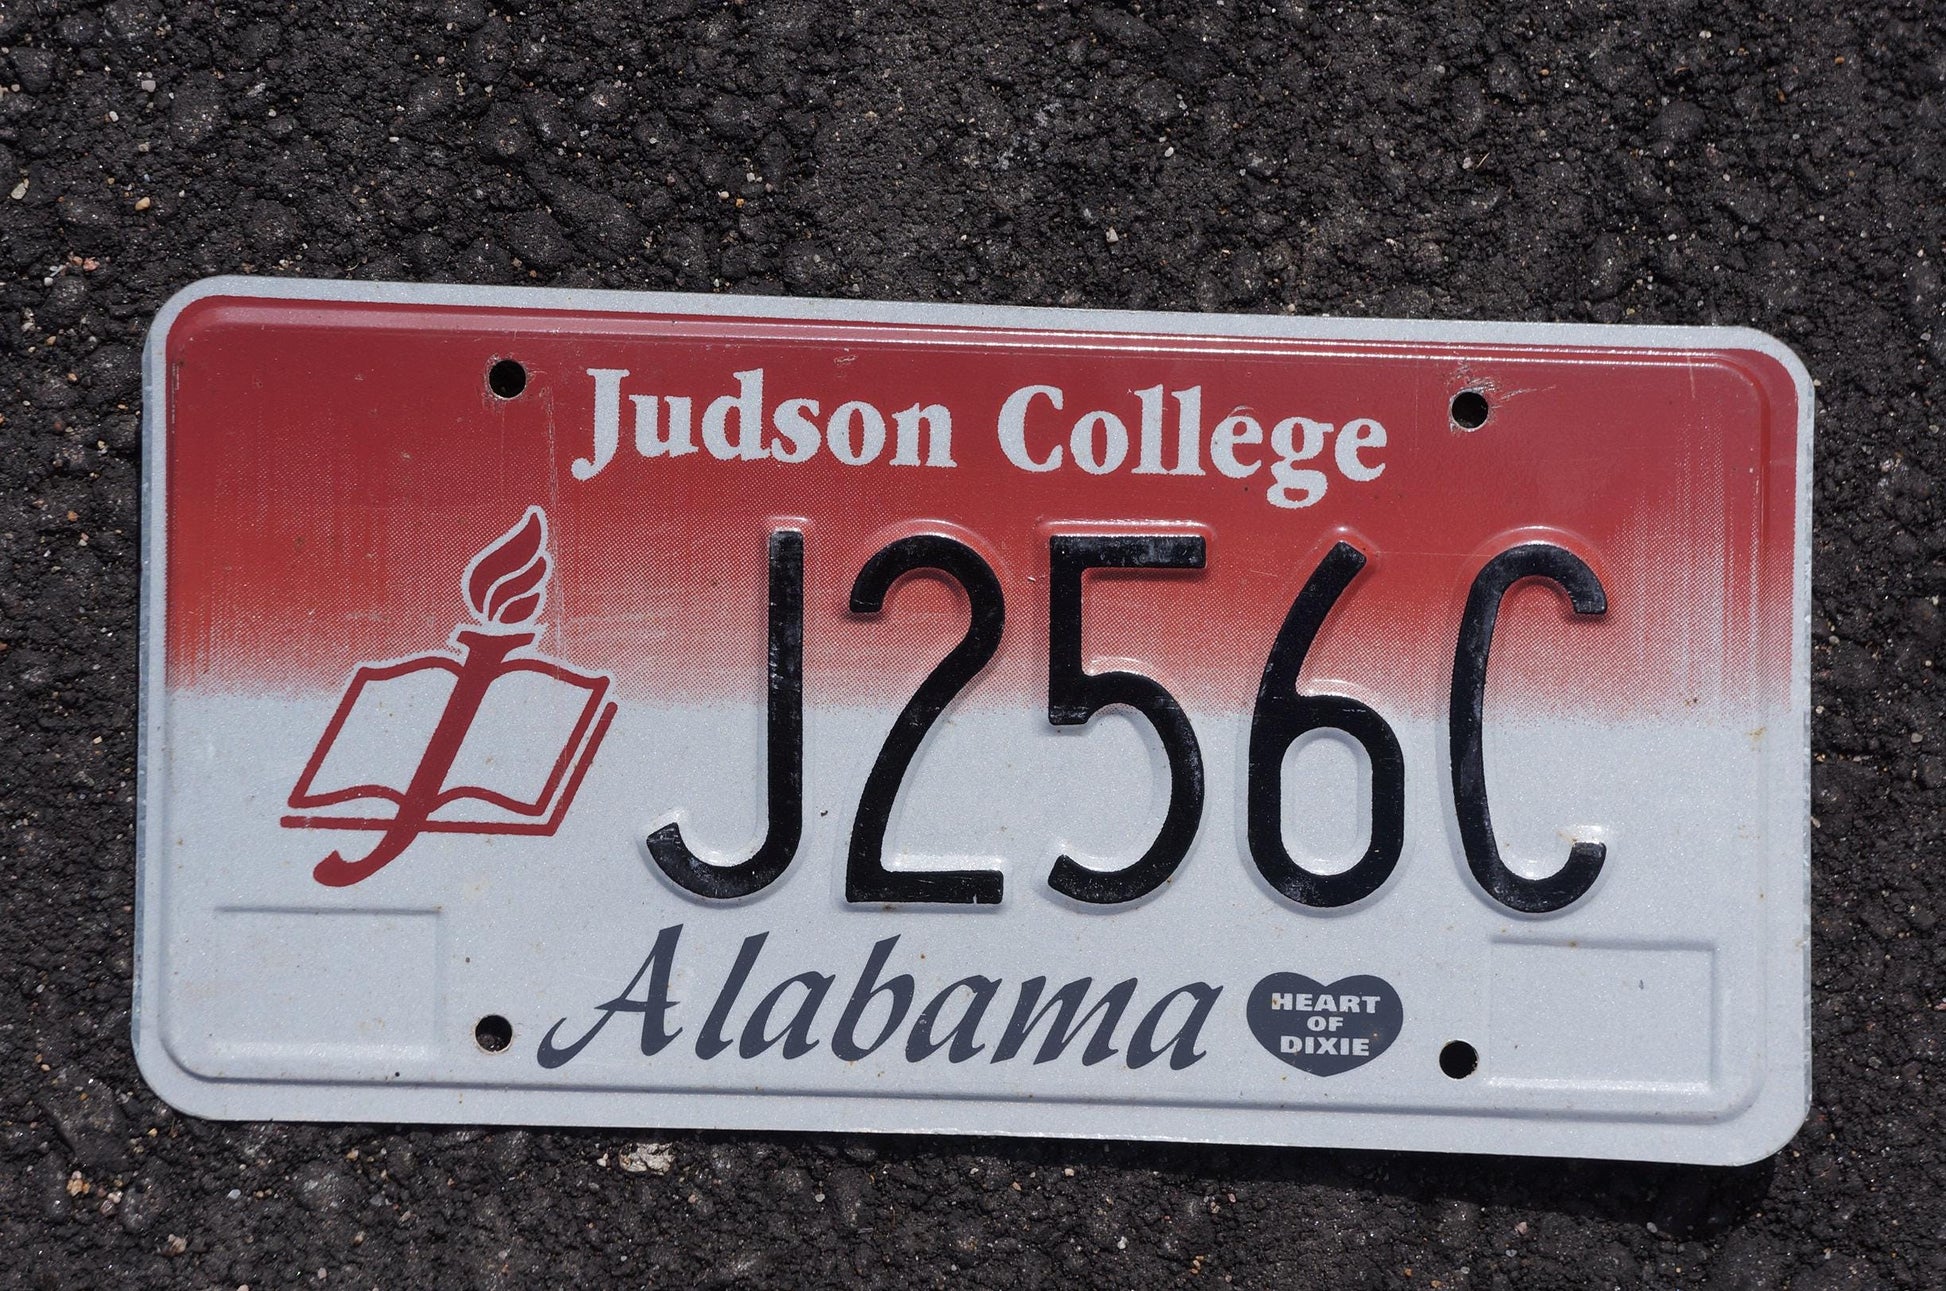 Judson College
J256C
Alabama
HEART
OF
DIXIE